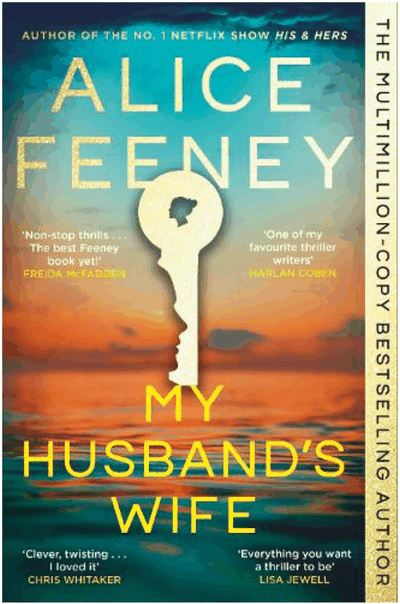 AUTHOR OF THE NO. 1 NETFLIX SHOW HIS & HERS
ALICE
FEENEY
'Non-stop thrills . . .
The best Feeney
book yet!'
FREIDA McFADDEN
'One of my
favourite thriller
writers'
HARLAN COBEN
MY
HUSBAND'S
WIFE
'Clever, twisting . . .
I loved it'
CHRIS WHITAKER
'Everything you want
a thriller to be'
LISA JEWELL
THE MULTIMILLION-COPY BESTSELLING AUTHOR